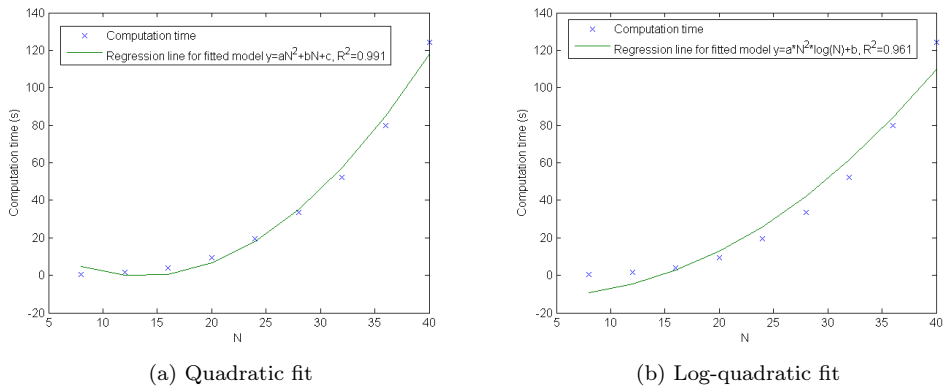 140
120
100
80
60
40
20
0
-20
Computation time (s)
Computation time
Regression line for fitted model y=aN²+bN+c, R²=0.991
5 10 15 20 25 30 35 40
N
(a) Quadratic fit
140
120
100
80
60
40
20
0
-20
Computation time (s)
Computation time
Regression line for fitted model y=a*N²*log(N)+b, R²=0.961
5 10 15 20 25 30 35 40
N
(b) Log-quadratic fit